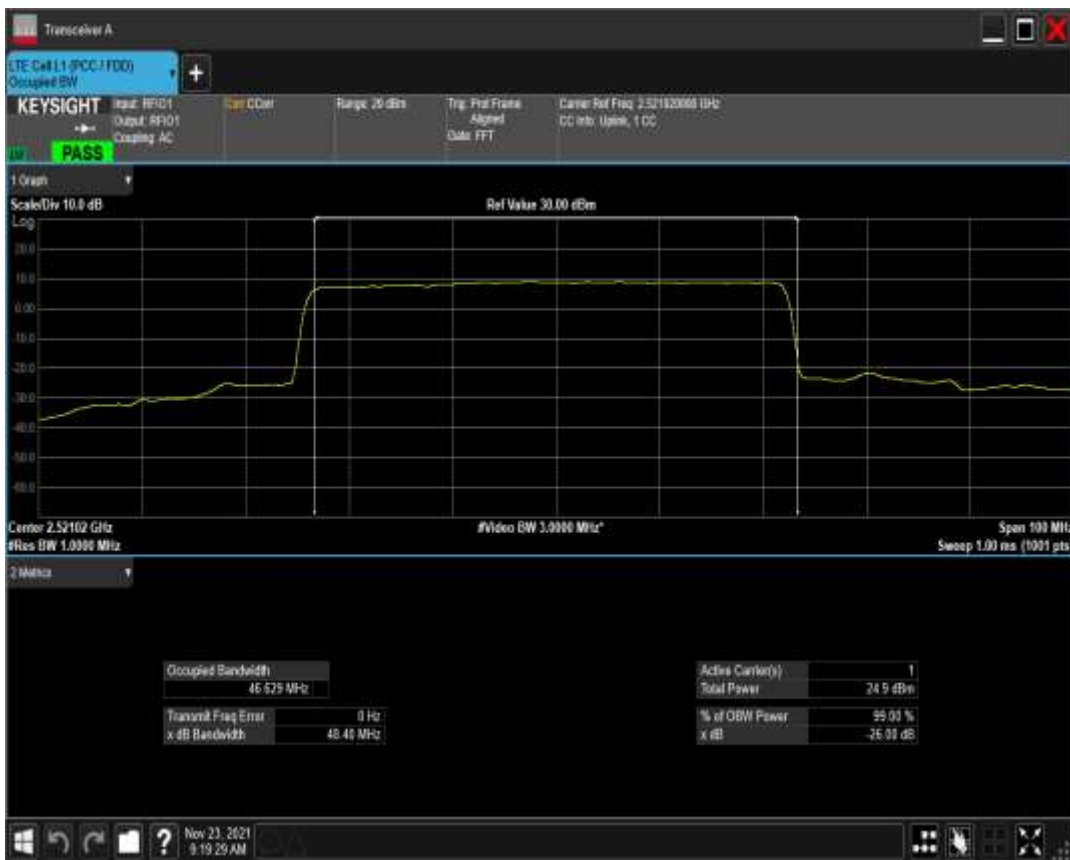 Transceiver A
LTE Cell L1 (PCC / FDD)
Occupied BW
KEYSIGHT
Input: RFIO1
Output: RFIO1
Coupling: AC
Corr CCorr
Range: 20 dBm
Trig: Prd Frame
Aligned
Gate: FFT
Carrier Ref Freq:
CC Info: Uplink, 1 CC
PASS
1 Graph
Scale/Div 10.0 dB
Ref Value 30.00 dBm
Log
20.0
10.0
0.00
-10.0
-20.0
-30.0
-40.0
-50.0
-60.0
Center 2.52102 GHz
#Video BW 3.0000 MHz*
Span 100 MHz
#Res BW 1.0000 MHz
Sweep 1.00 ms (1001 pts
2 Metrics
Occupied Bandwidth
46.629 MHz
Transmit Freq Error 0 Hz
x dB Bandwidth 48.40 MHz
Active Carrier(s) 1
Total Power 24.9 dBm
% of OBW Power 99.00 %
x dB -26.00 dB
Nov 23, 2021
9:19:29 AM